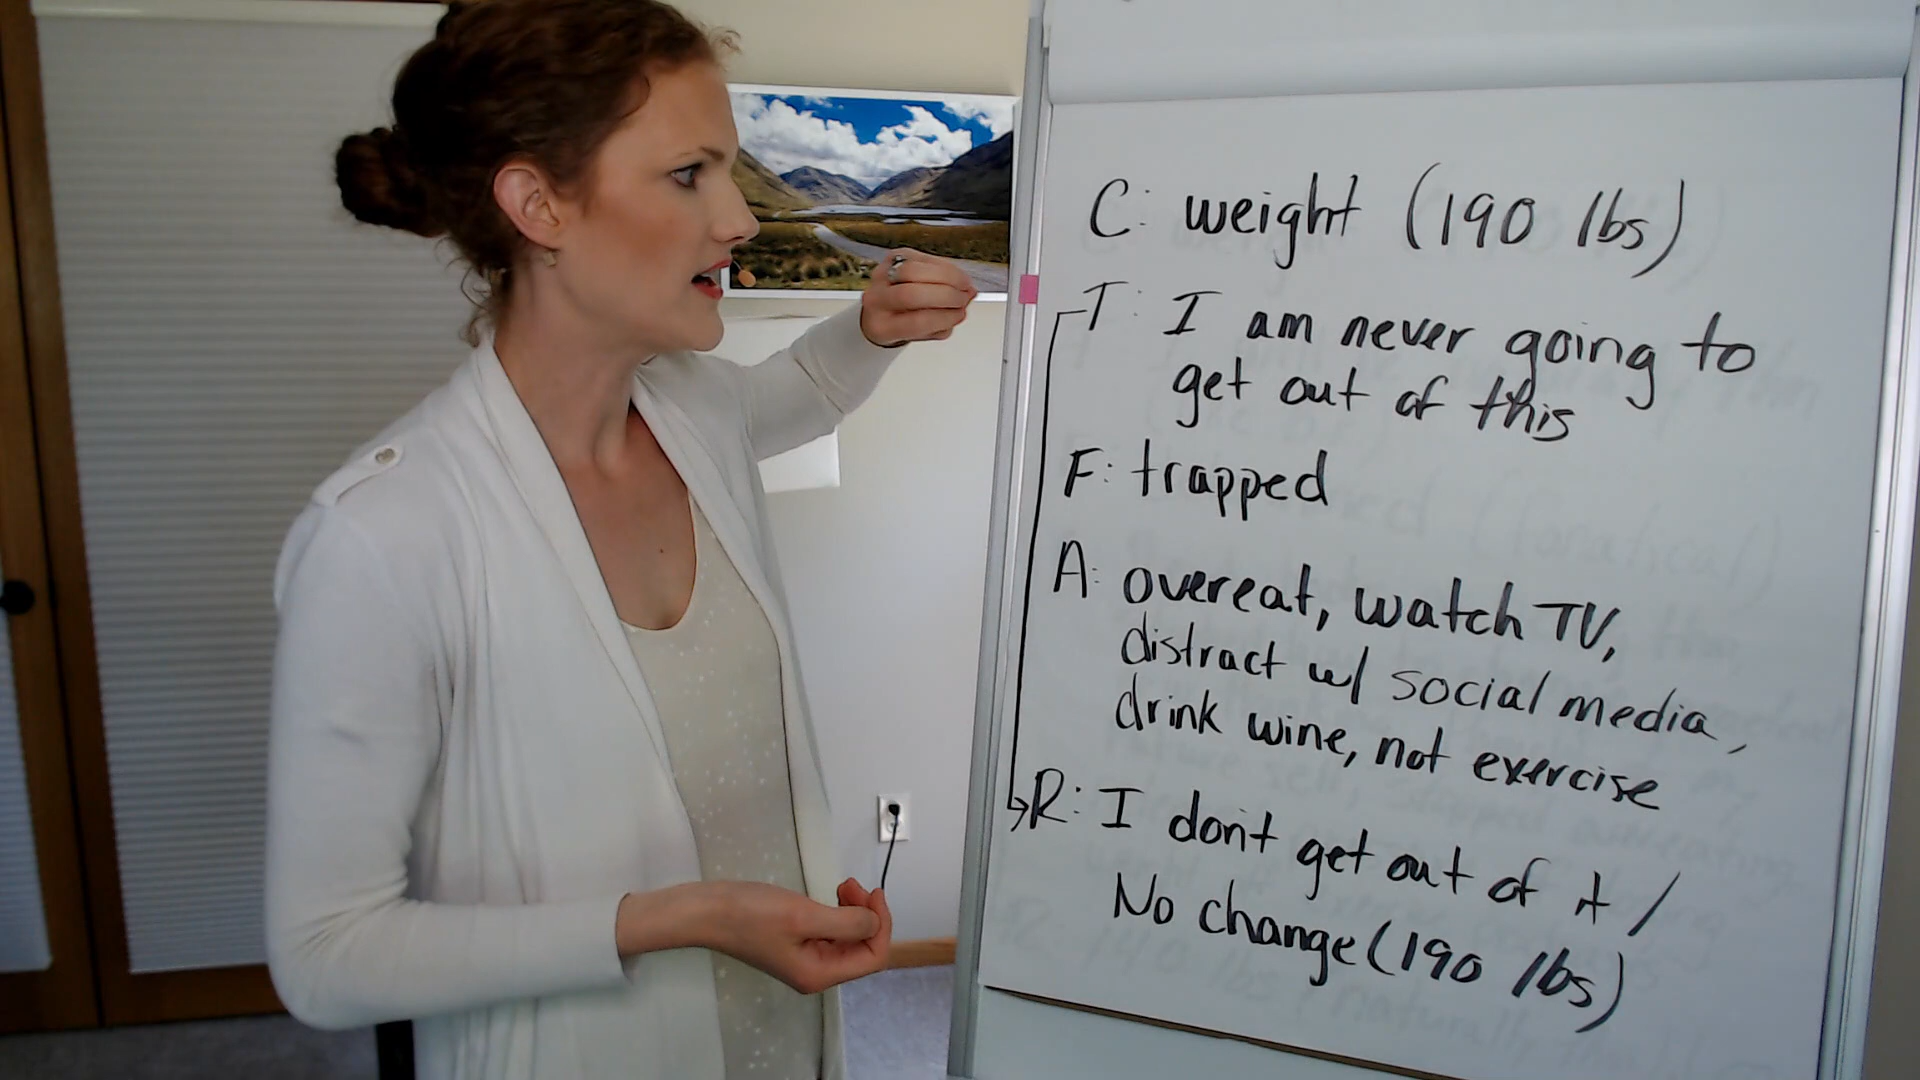 C: weight (190 lbs)
T: I am never going to
get out of this
F: trapped
A: overeat, watch TV,
distract w/ social media,
drink wine, not exercise
R: I don't get out of it /
No change (190 lbs)